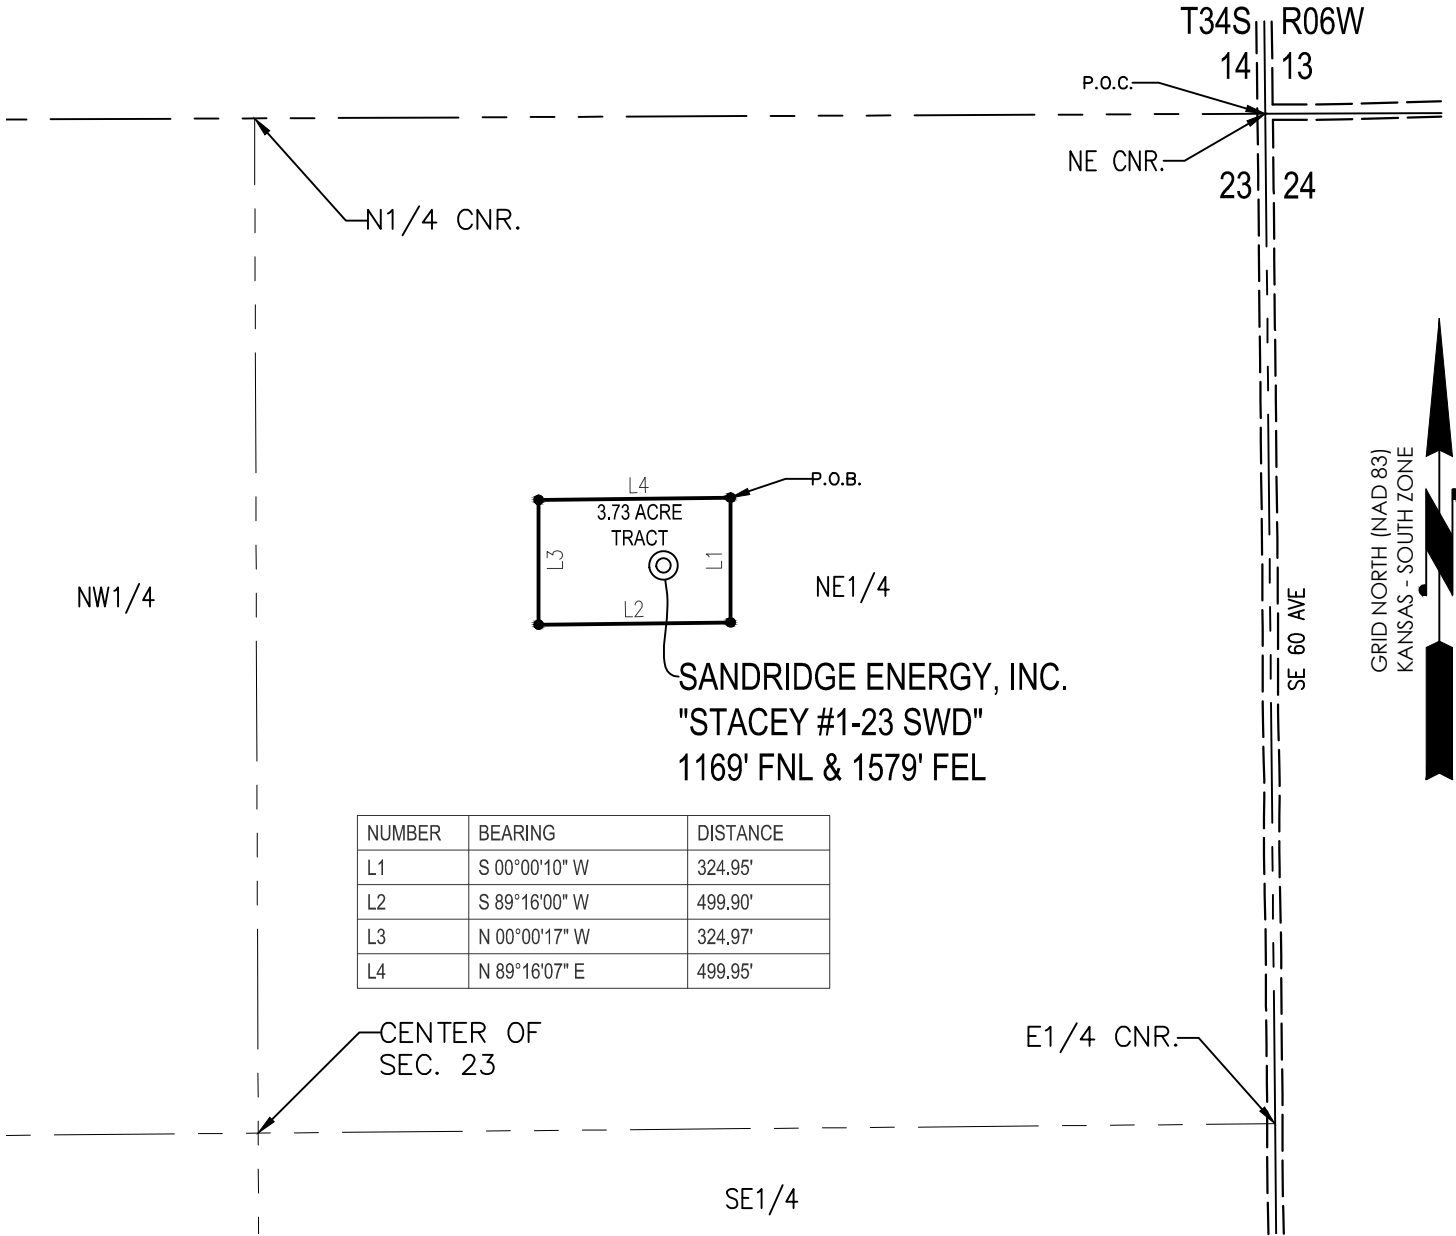 T34S R06W
14 13
P.O.C.
NE CNR.
23 24
N1/4 CNR.
GRID NORTH (NAD 83)
KANSAS - SOUTH ZONE
L4
P.O.B.
3.73 ACRE
TRACT
L3
L1
L2
NW1/4
NE1/4
SE 60 AVE
SANDRIDGE ENERGY, INC.
"STACEY #1-23 SWD"
1169' FNL & 1579' FEL
NUMBER BEARING DISTANCE
L1 S 00°00'10" W 324.95'
L2 S 89°16'00" W 499.90'
L3 N 00°00'17" W 324.97'
L4 N 89°16'07" E 499.95'
CENTER OF
SEC. 23
E1/4 CNR.
SE1/4
N